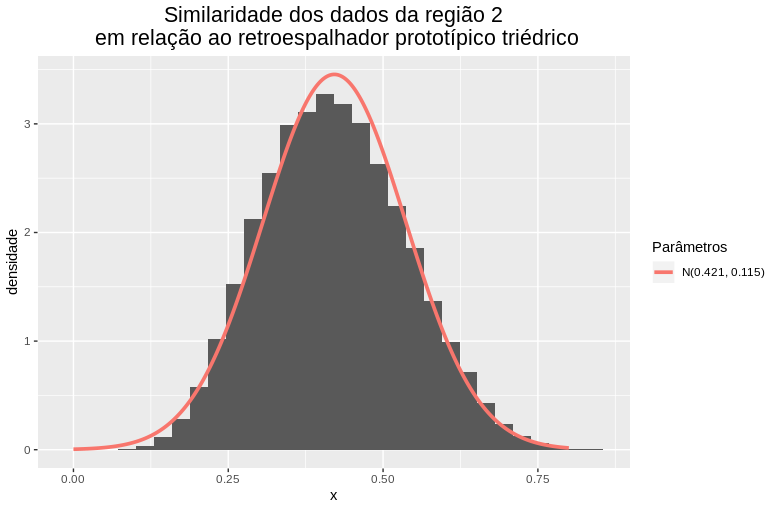 Similaridade dos dados da região 2
em relação ao retroespalhador prototípico triédrico
densidade
3
2
1
0
0.00 0.25 0.50 0.75
x
Parâmetros
N(0.421, 0.115)